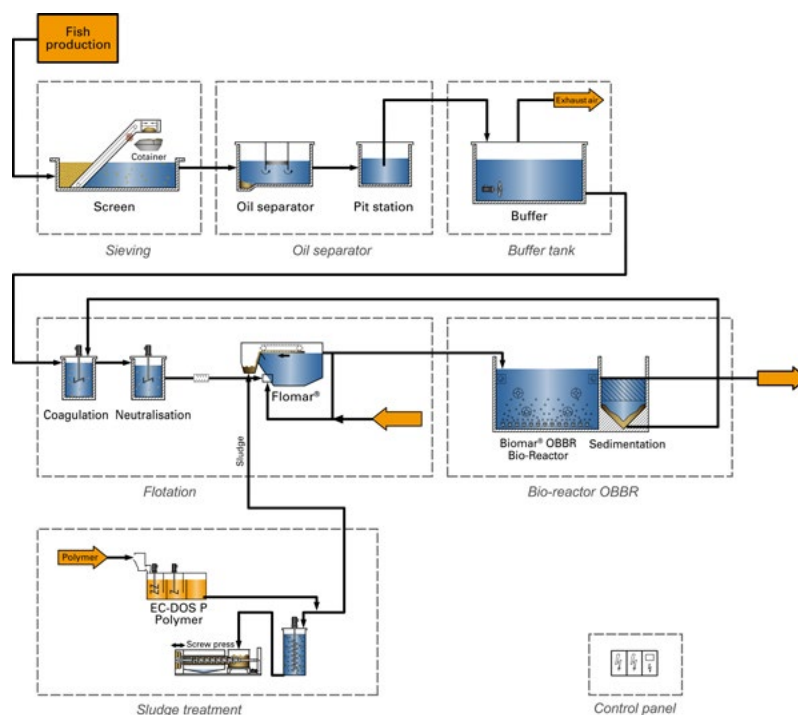 Fish
production
Cotainer
Screen
Sieving
Oil separator
Pit station
Oil separator
Exhaust air
Buffer
Buffer tank
Coagulation
Neutralisation
Flomar®
Sludge
Flotation
Biomar® OBBR
Bio-Reactor
Sedimentation
Bio-reactor OBBR
Polymer
EC-DOS P
Polymer
Screw press
Sludge treatment
Control panel